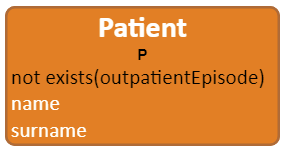 Patient
P
not exists(outpatientEpisode)
name
surname